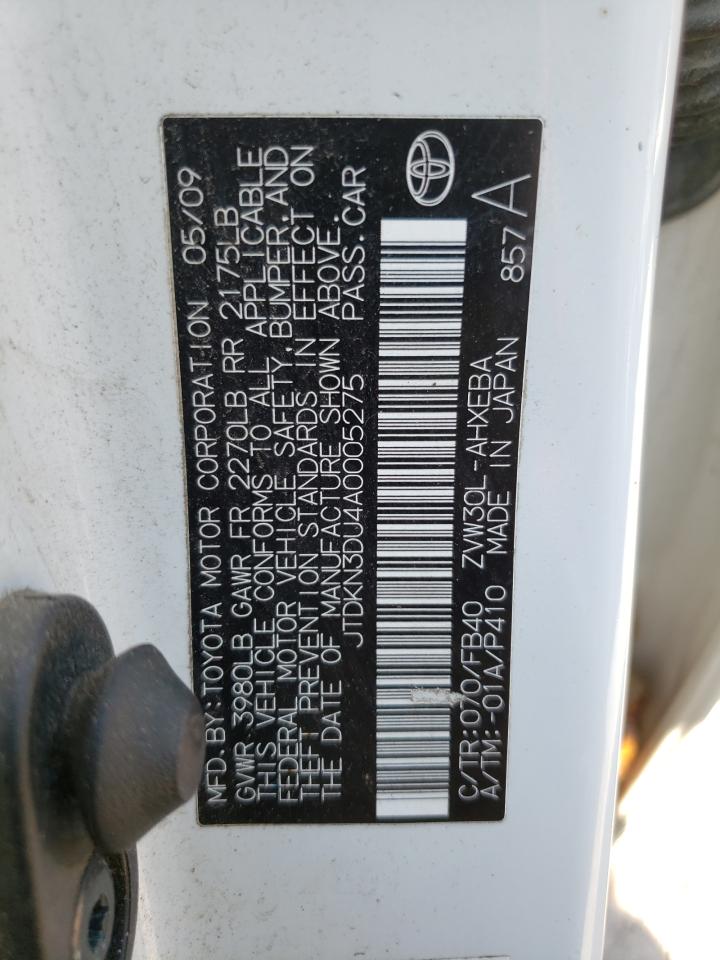 MFD.BY:TOYOTA MOTOR CORPORATION 05/09
GVWR 3980LB GAWR FR 2270LB RR 2175LB
THIS VEHICLE CONFORMS TO ALL APPLICABLE
FEDERAL MOTOR VEHICLE SAFETY, BUMPER, AND
THEFT PREVENTION STANDARDS IN EFFECT ON
THE DATE OF MANUFACTURE SHOWN ABOVE.
JTDKN3DU4A0005275 PASS.CAR
C/TR:070/FB40 ZVW30L-AHXEBA
A/TM:-01A/P410 MADE IN JAPAN 857A